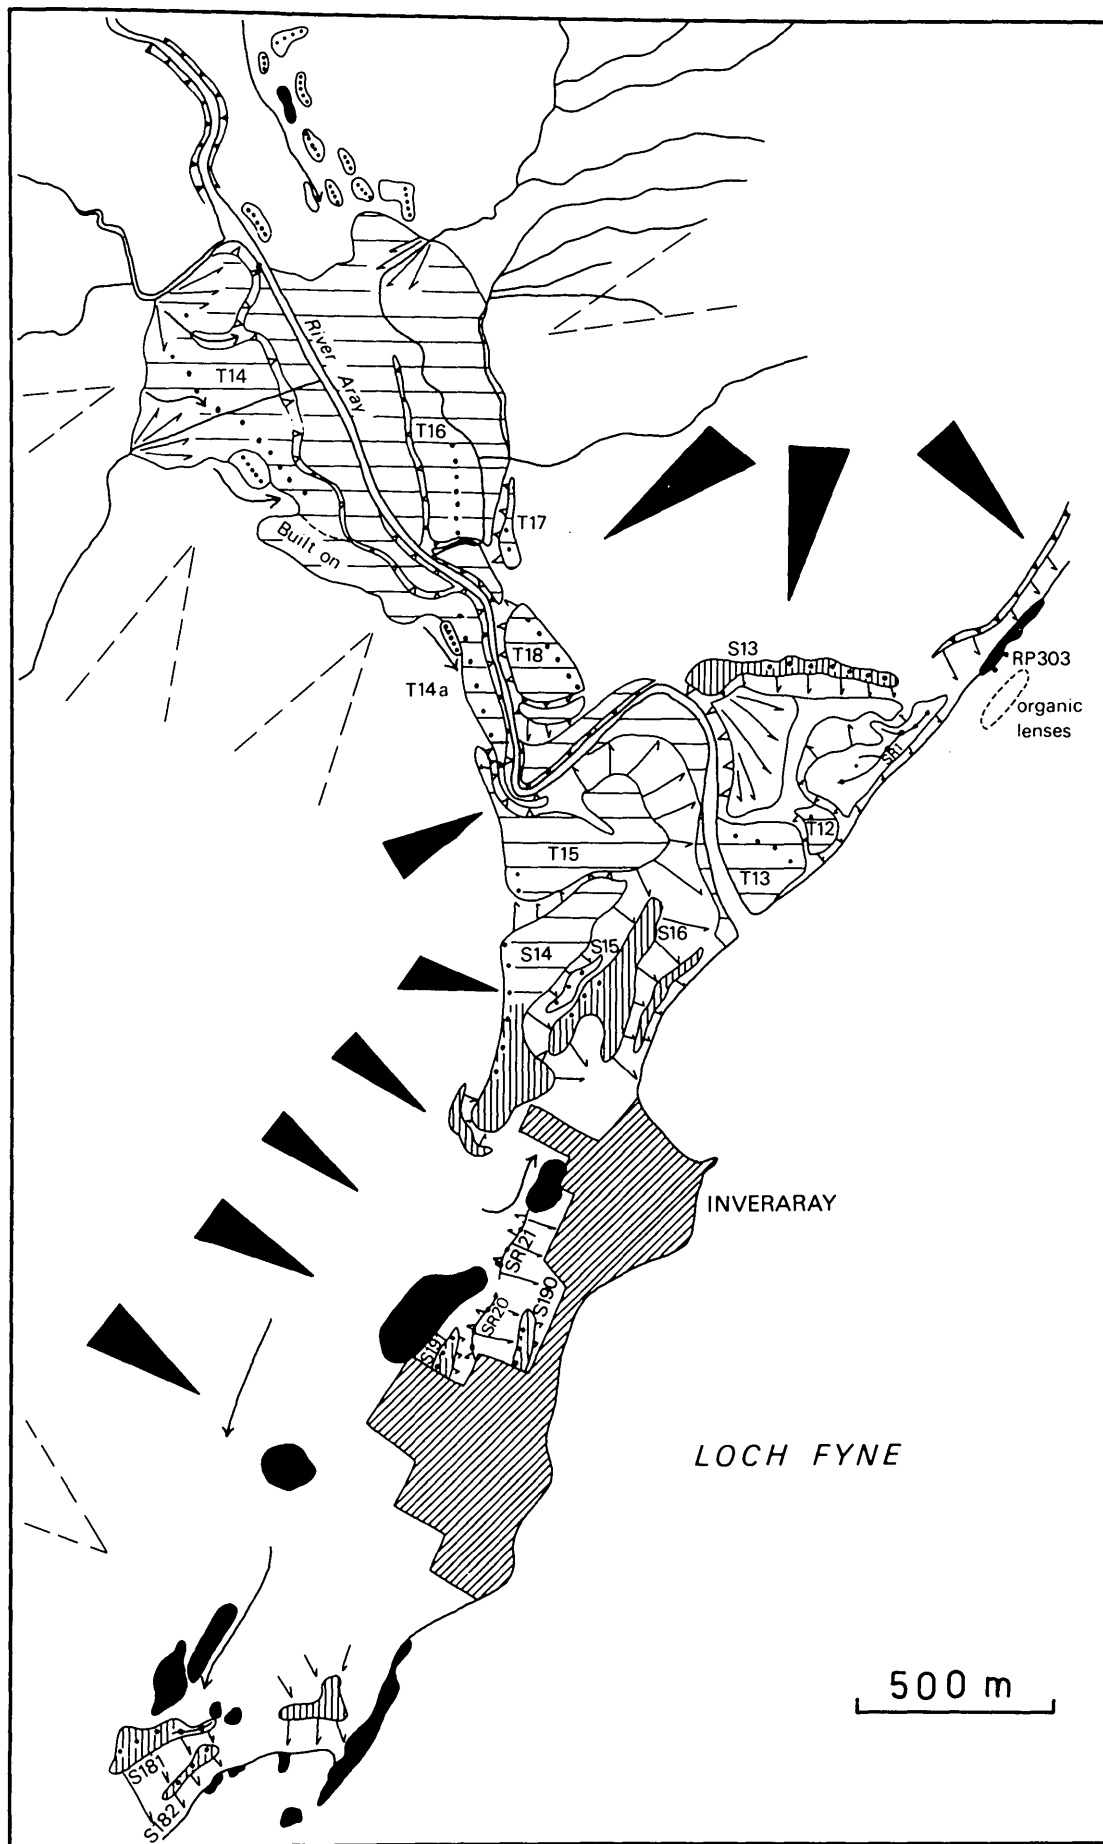 River Aray
T14
T16
T17
Built on
T18
T14a
S13
RP303
organic
lenses
SR1
T12
T15
T13
S14
S15
S16
INVERARAY
SR21
SR20
S190
S191
LOCH FYNE
500 m
S181
S182